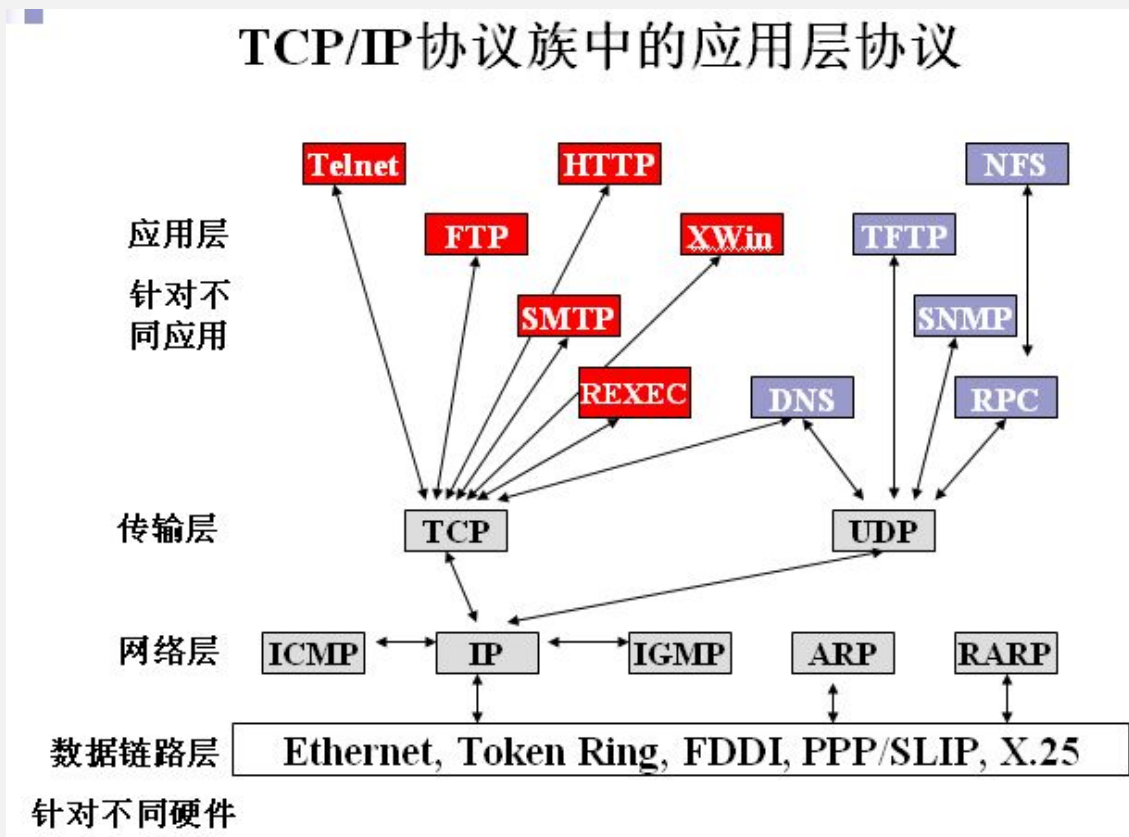 TCP/IP协议族中的应用层协议
Telnet
HTTP
NFS
应用层
FTP
XWin
TFTP
针对不
同应用
SMTP
SNMP
REXEC
DNS
RPC
传输层
TCP
UDP
网络层
ICMP
IP
IGMP
ARP
RARP
数据链路层
Ethernet, Token Ring, FDDI, PPP/SLIP, X.25
针对不同硬件